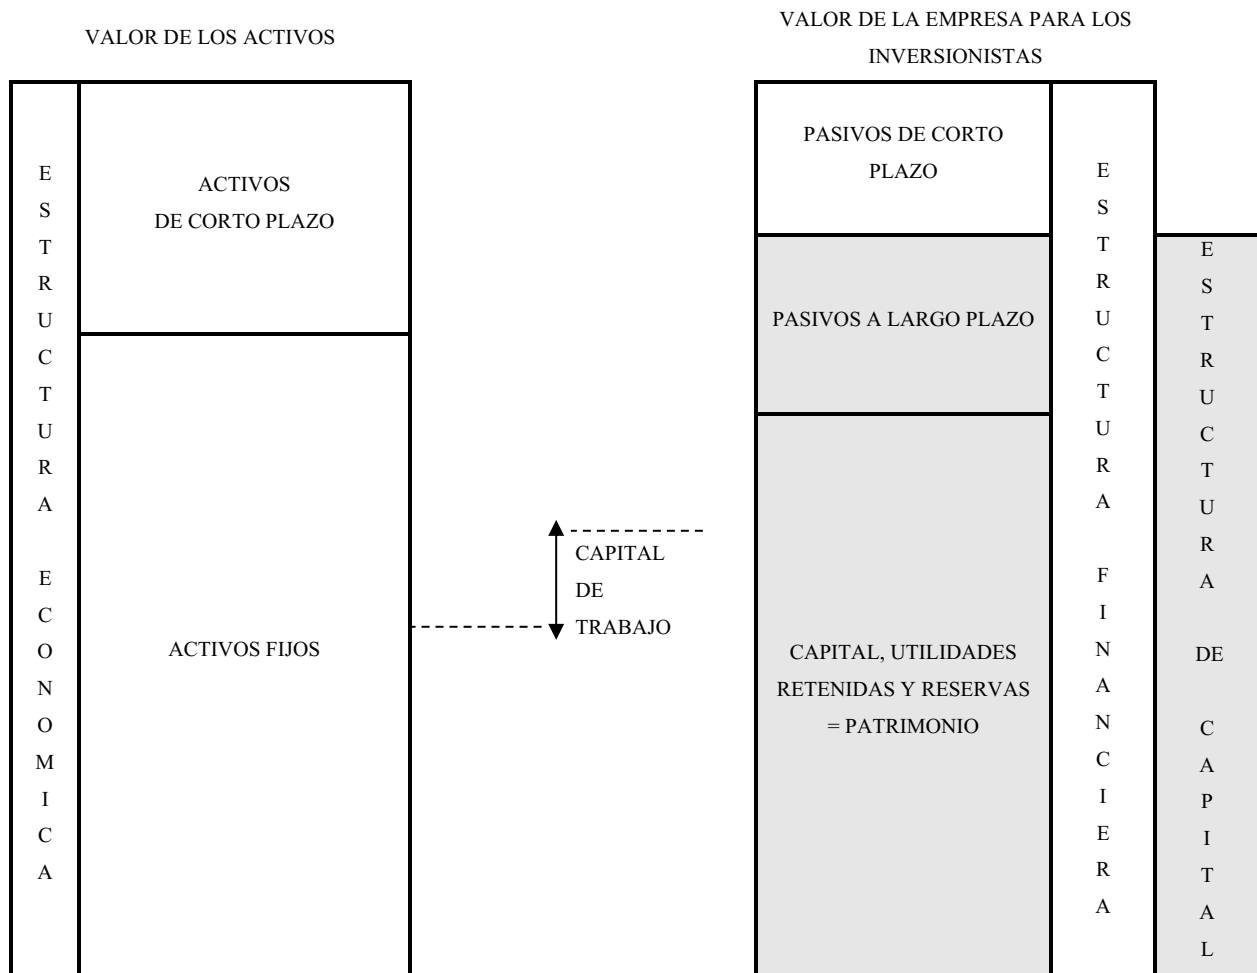 VALOR DE LOS ACTIVOS
VALOR DE LA EMPRESA PARA LOS
INVERSIONISTAS
ESTRUCTURA ECONOMICA
ACTIVOS
DE CORTO PLAZO
ACTIVOS FIJOS
CAPITAL
DE
TRABAJO
PASIVOS DE CORTO
PLAZO
PASIVOS A LARGO PLAZO
CAPITAL, UTILIDADES
RETENIDAS Y RESERVAS
= PATRIMONIO
ESTRUCTURA FINANCIERA
ESTRUCTURA DE CAPITAL